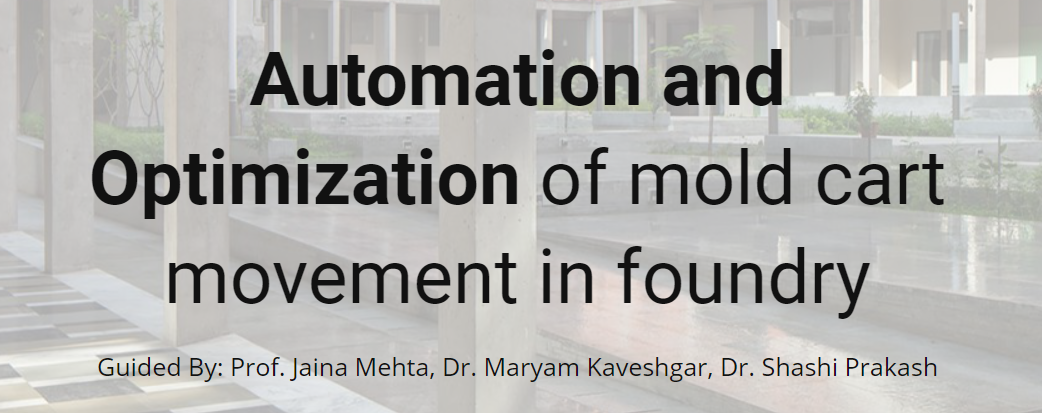 Automation and
Optimization of mold cart
movement in foundry
Guided By: Prof. Jaina Mehta, Dr. Maryam Kaveshgar, Dr. Shashi Prakash